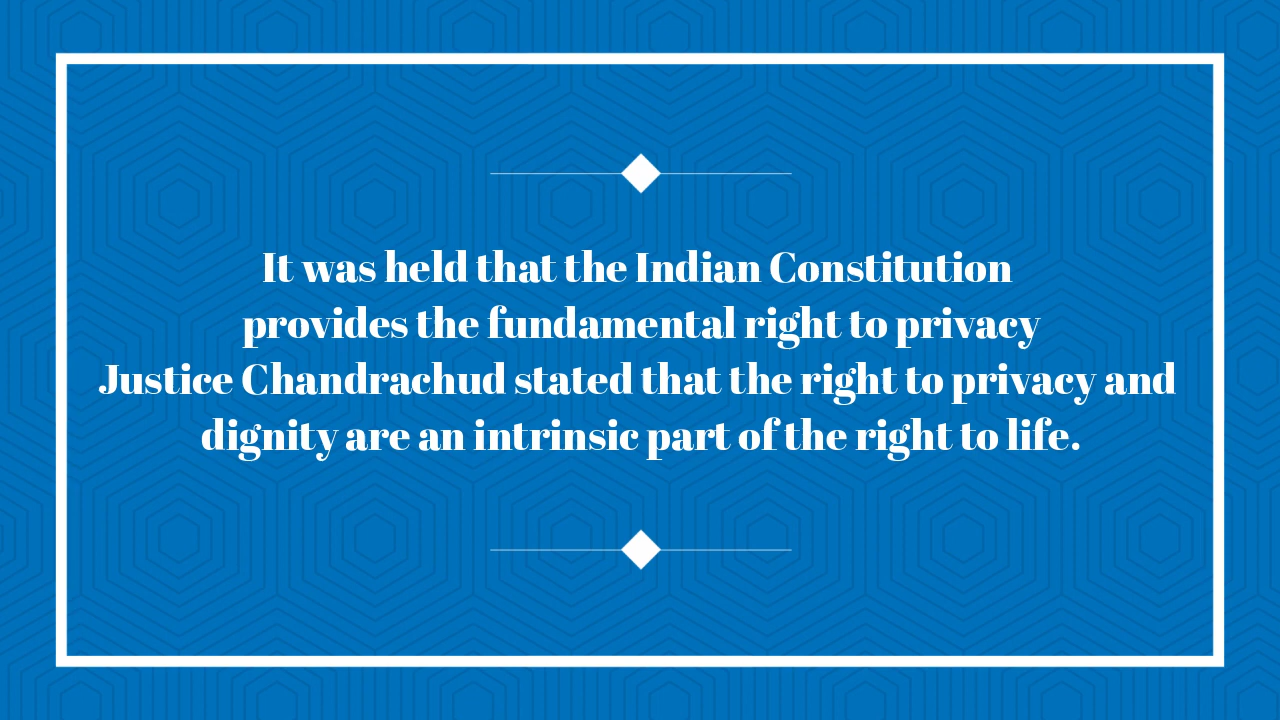 It was held that the Indian Constitution
provides the fundamental right to privacy
Justice Chandrachud stated that the right to privacy and
dignity are an intrinsic part of the right to life.